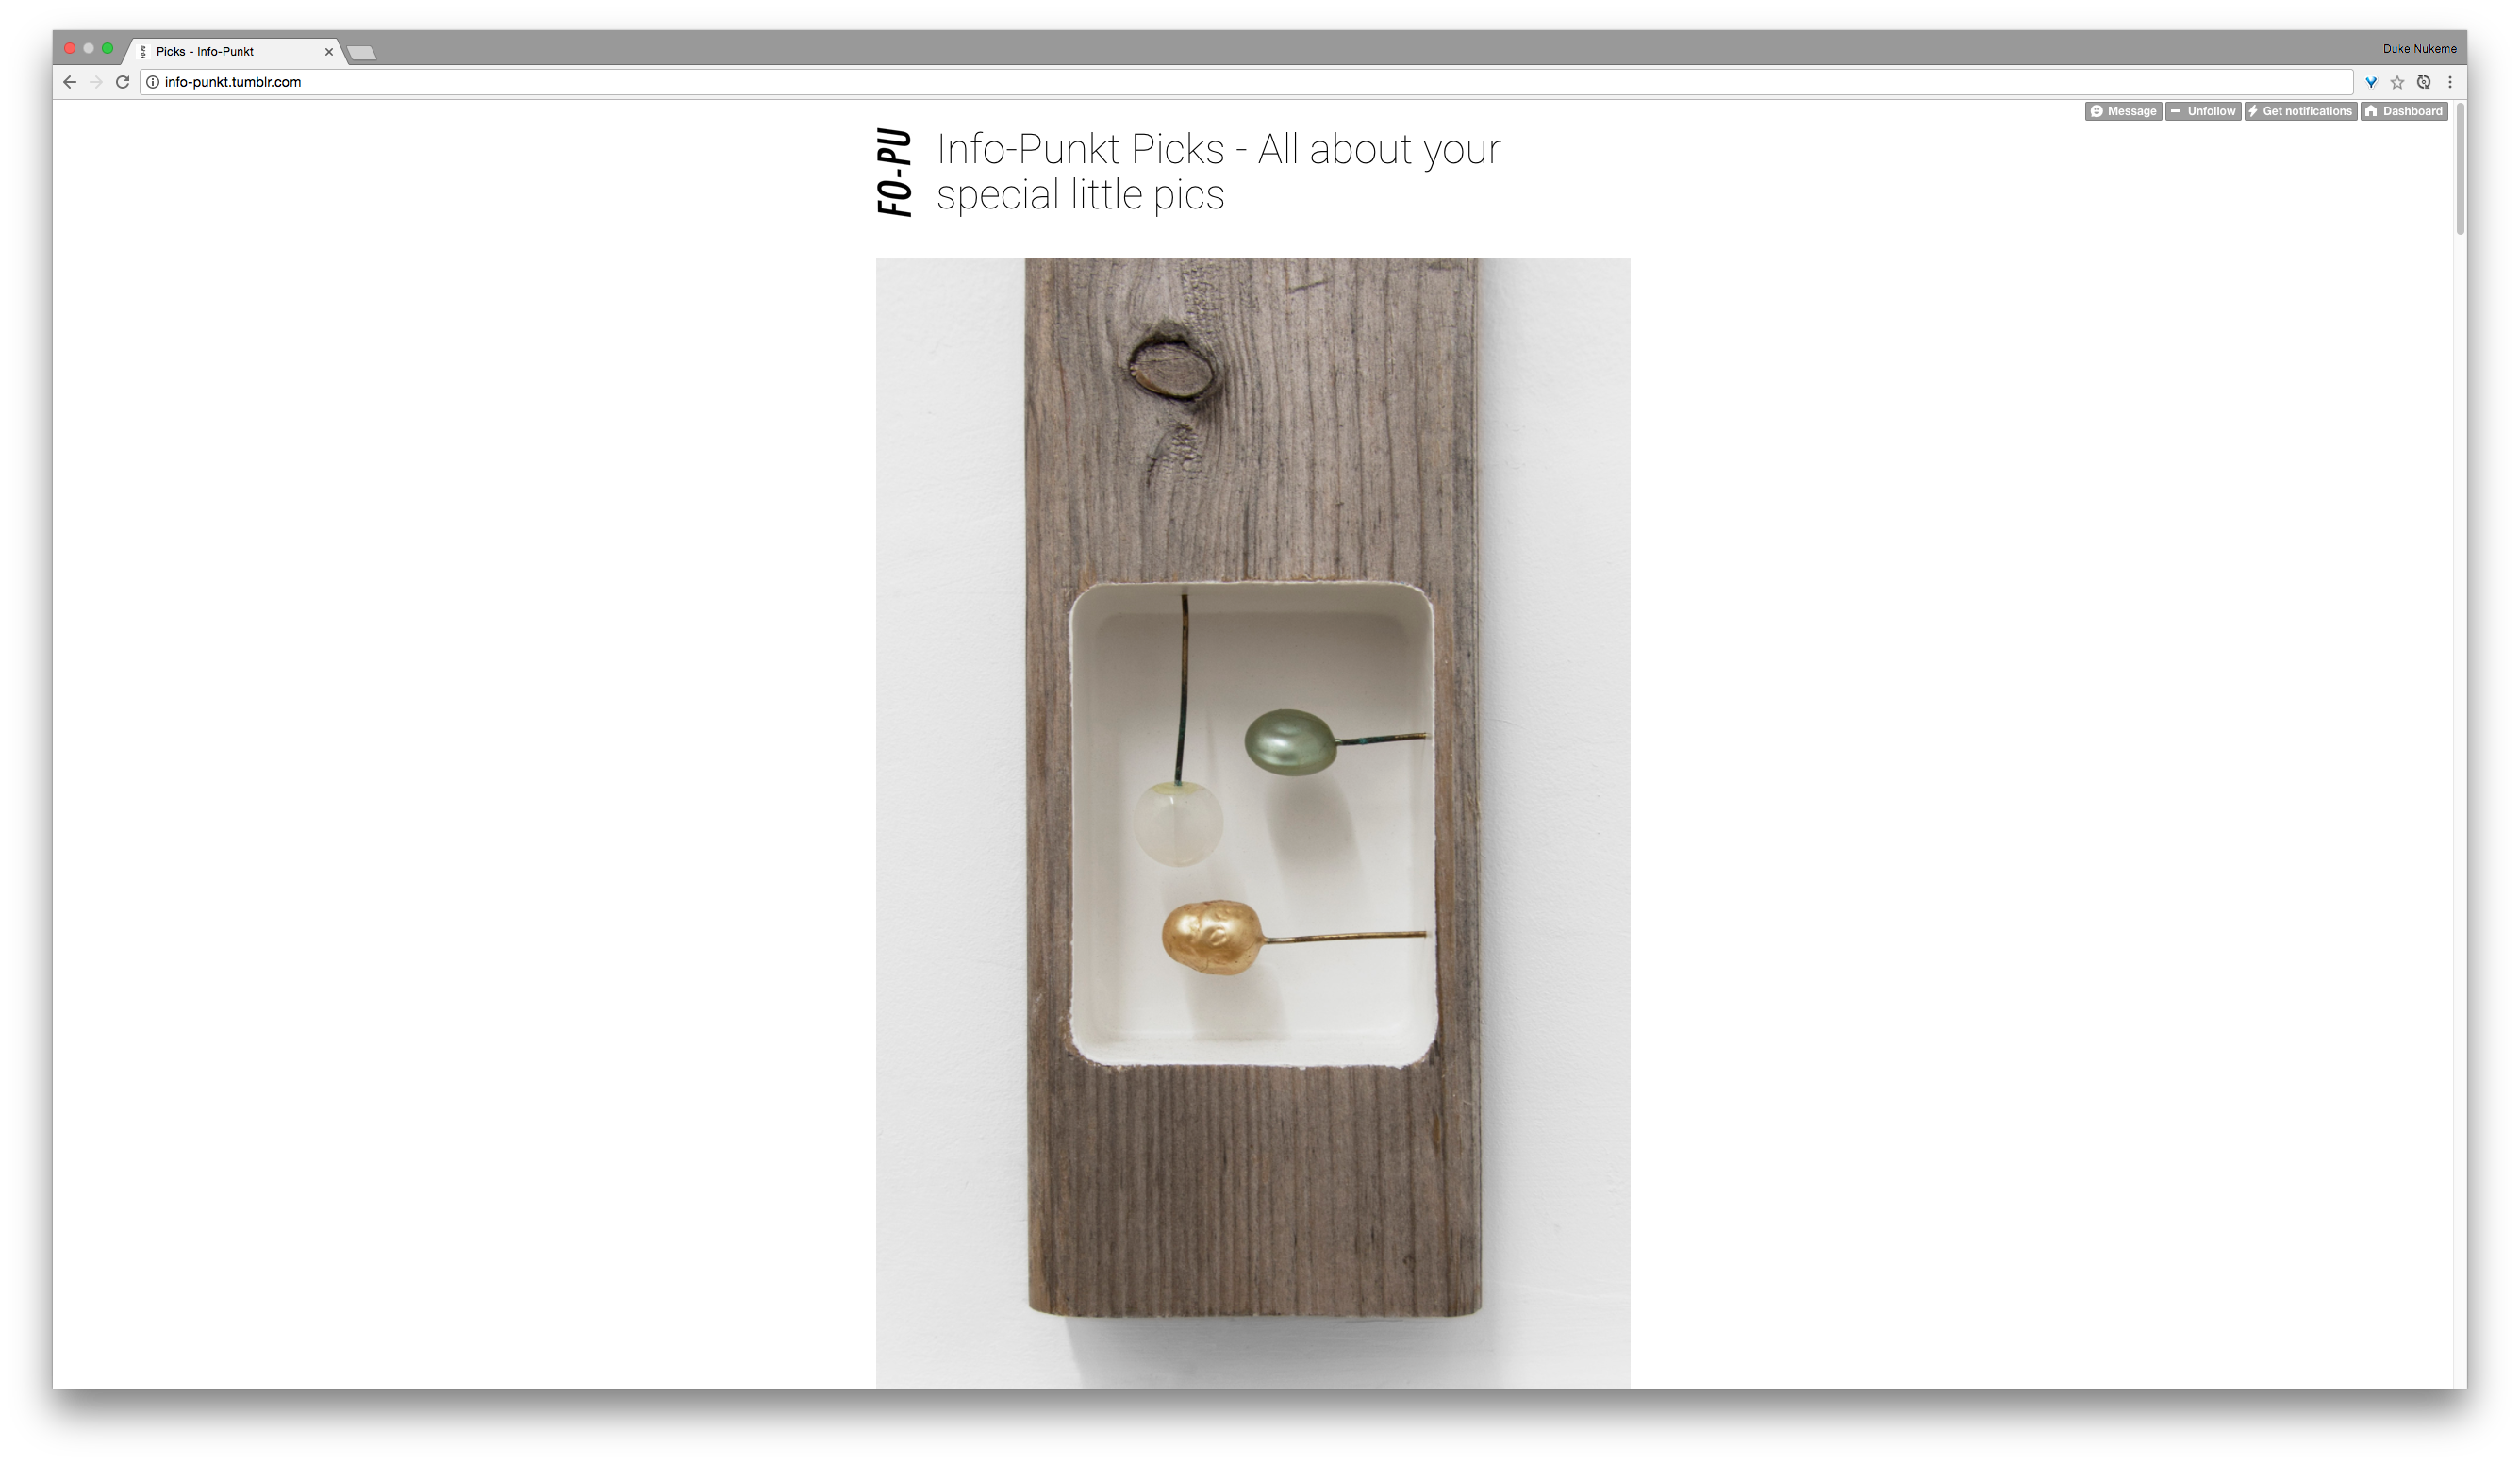 Picks - Info-Punkt
Duke Nukeme
info-punkt.tumblr.com
Message
Unfollow
Get notifications
Dashboard
FO-PU
Info-Punkt Picks - All about your
special little pics